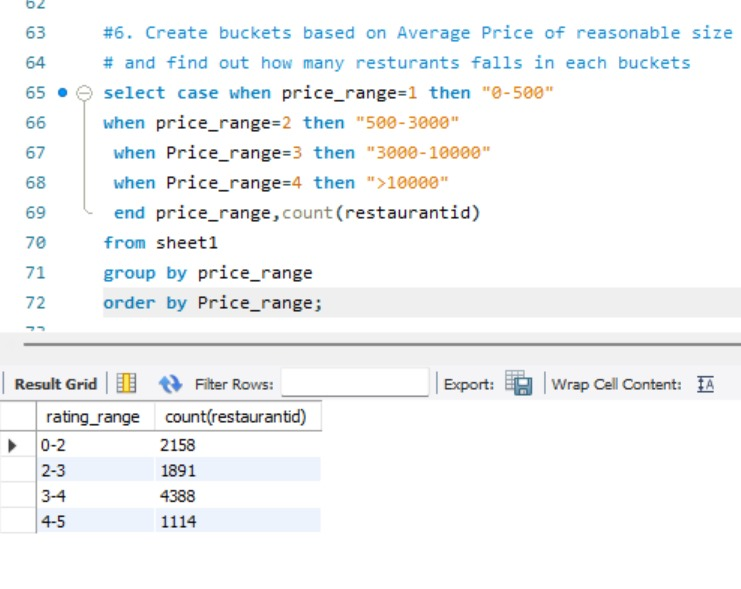 62
63 #6. Create buckets based on Average Price of reasonable size
64 # and find out how many resturants falls in each buckets
65 select case when price_range=1 then "0-500"
66 when price_range=2 then "500-3000"
67 when Price_range=3 then "3000-10000"
68 when Price_range=4 then ">10000"
69 end price_range,count(restaurantid)
70 from sheet1
71 group by price_range
72 order by Price_range;
73
Result Grid Filter Rows: Export: Wrap Cell Content: IA
rating_range count(restaurantid)
0-2 2158
2-3 1891
3-4 4388
4-5 1114